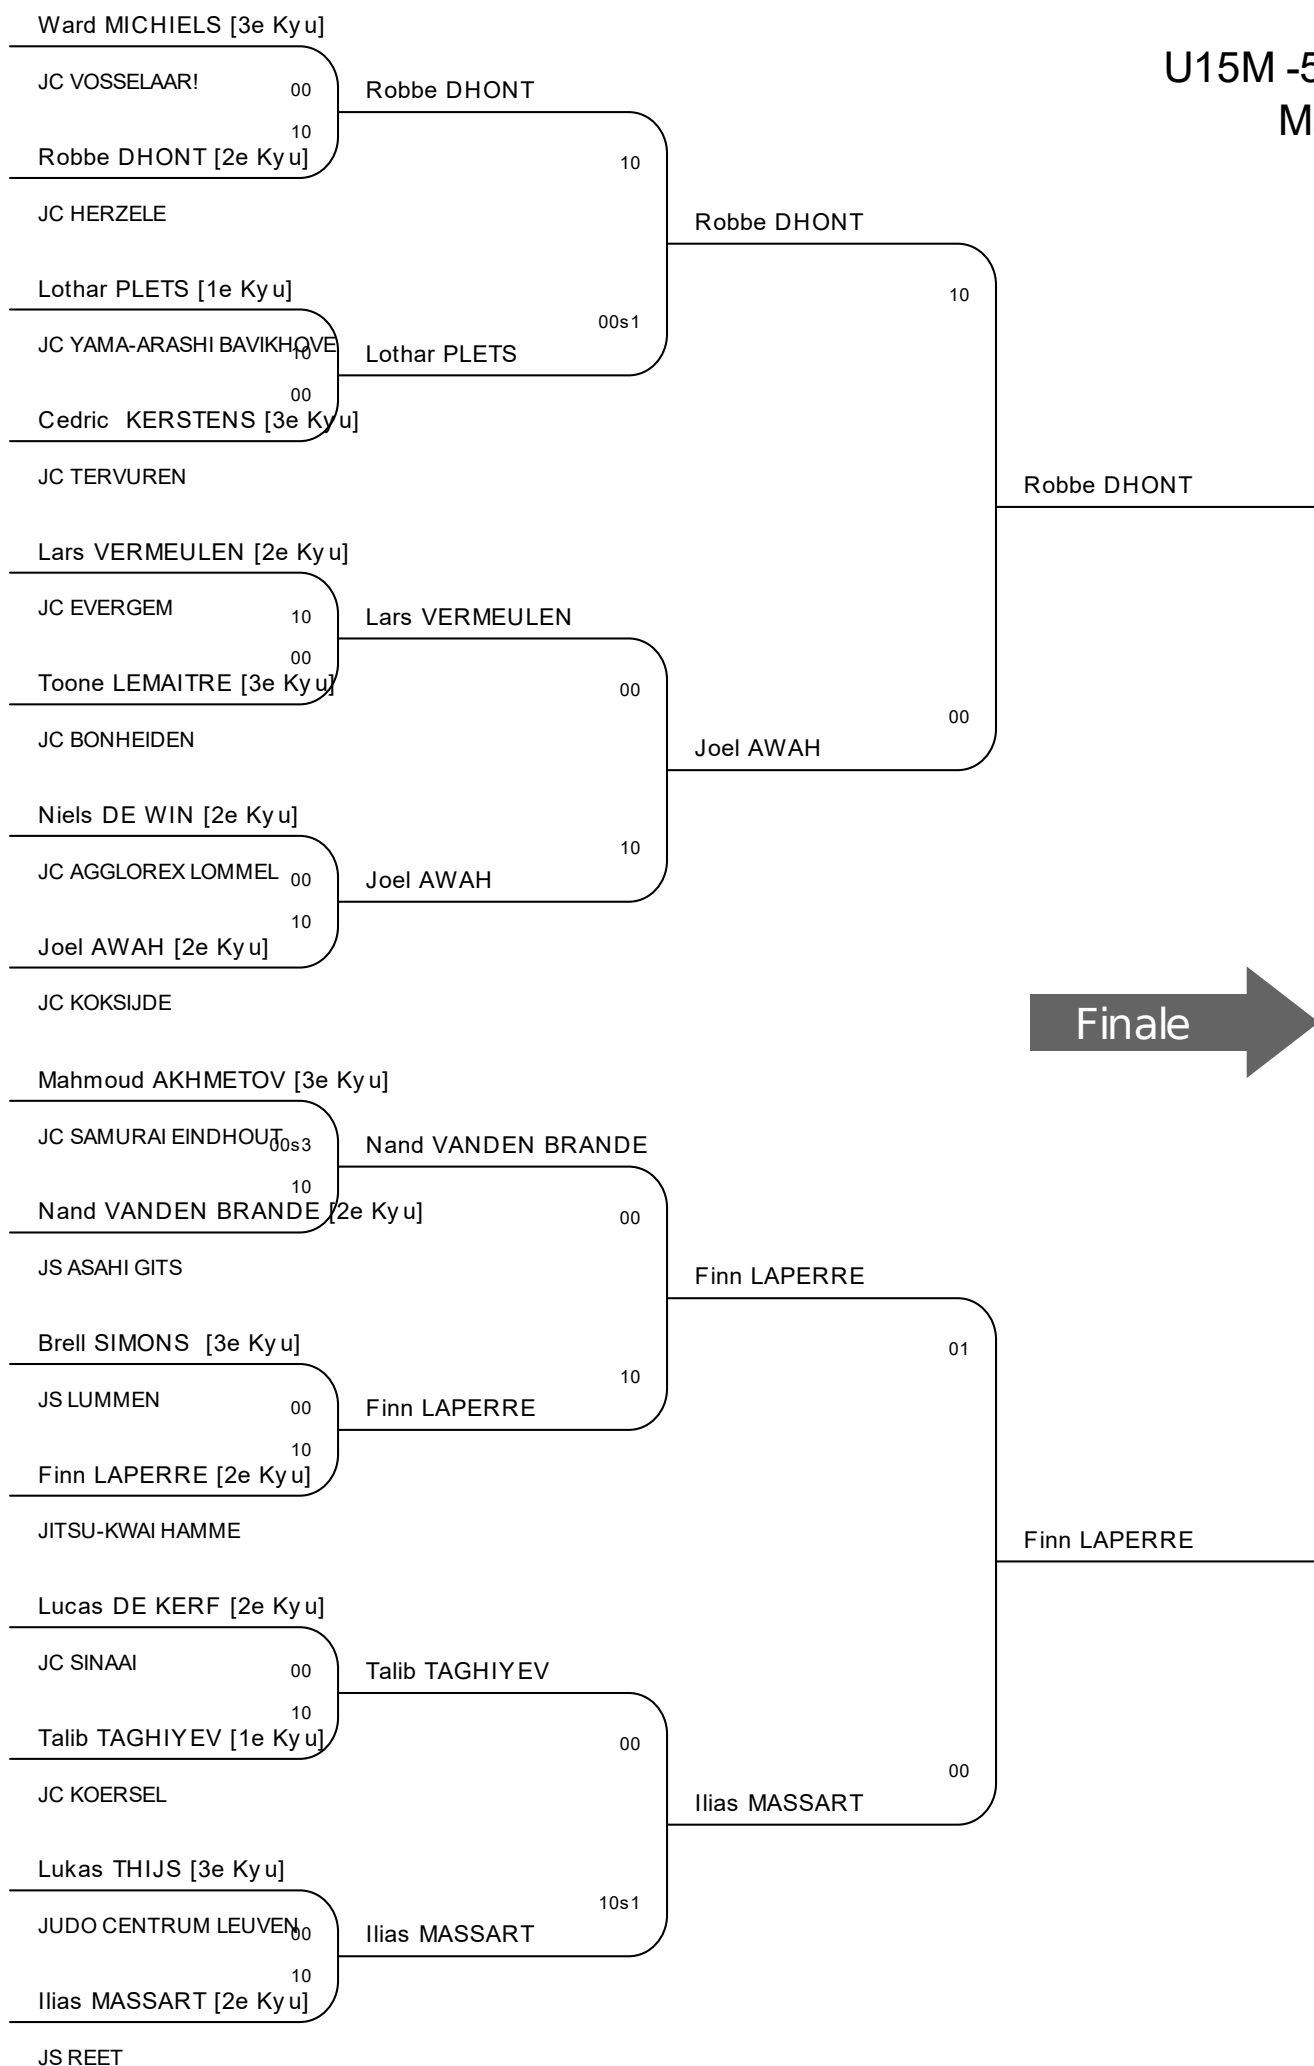 Ward MICHIELS [3e Kyu]
U15M -5
M
JC VOSSELAAR!
00
Robbe DHONT
10
Robbe DHONT [2e Kyu]
10
JC HERZELE
Robbe DHONT
Lothar PLETS [1e Kyu]
10
00s1
JC YAMA-ARASHI BAVIKHOVE
10
Lothar PLETS
00
Cedric KERSTENS [3e Kyu]
JC TERVUREN
Robbe DHONT
Lars VERMEULEN [2e Kyu]
JC EVERGEM
10
Lars VERMEULEN
00
Toone LEMAITRE [3e Kyu]
00
00
JC BONHEIDEN
Joel AWAH
Niels DE WIN [2e Kyu]
10
JC AGGLOREX LOMMEL
00
Joel AWAH
10
Joel AWAH [2e Kyu]
JC KOKSIJDE
Finale
Mahmoud AKHMETOV [3e Kyu]
JC SAMURAI EINDHOUT
00s3
Nand VANDEN BRANDE
10
Nand VANDEN BRANDE [2e Kyu]
00
JS ASAHI GITS
Finn LAPERRE
Brell SIMONS [3e Kyu]
01
10
JS LUMMEN
00
Finn LAPERRE
10
Finn LAPERRE [2e Kyu]
JITSU-KWAI HAMME
Finn LAPERRE
Lucas DE KERF [2e Kyu]
JC SINAAI
00
Talib TAGHIYEV
10
Talib TAGHIYEV [1e Kyu]
00
00
JC KOERSEL
Ilias MASSART
Lukas THIJS [3e Kyu]
10s1
JUDO CENTRUM LEUVEN
00
Ilias MASSART
10
Ilias MASSART [2e Kyu]
JS REET